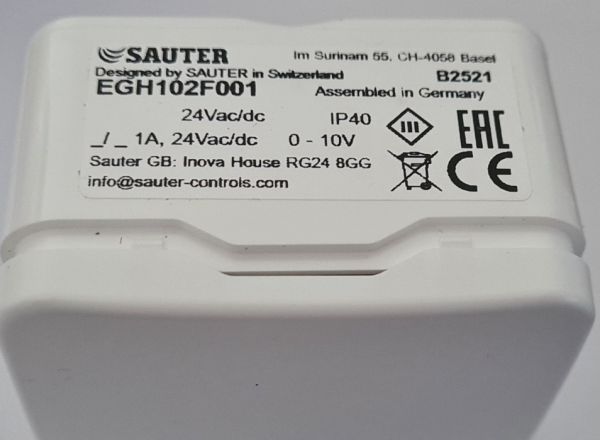 SAUTER Im Surinam 55, CH-4058 Basel
Designed by SAUTER in Switzerland B2521
EGH102F001 Assembled in Germany
24Vac/dc IP40
_/ _ 1A, 24Vac/dc 0 - 10V
Sauter GB: Inova House RG24 8GG
info@sauter-controls.com
III EAC
CE